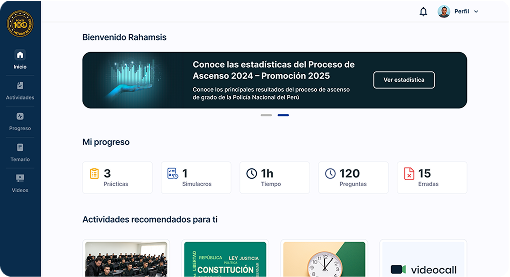 Perfil
100
Inicio
Actividades
Progreso
Temario
Videos
Bienvenido Rahamsis
Conoce las estadísticas del Proceso de
Ascenso 2024 – Promoción 2025
Conoce los principales resultados del proceso de ascenso
de grado de la Policía Nacional del Perú
Ver estadística
Mi progreso
3
Prácticas
1
Simulacros
1h
Tiempo
120
Preguntas
15
Erradas
Actividades recomendados para ti
LIBERTAD
REPÚBLICA
LEY
JUSTICIA
POLÍTICA
CONSTITUCIÓN
videocall